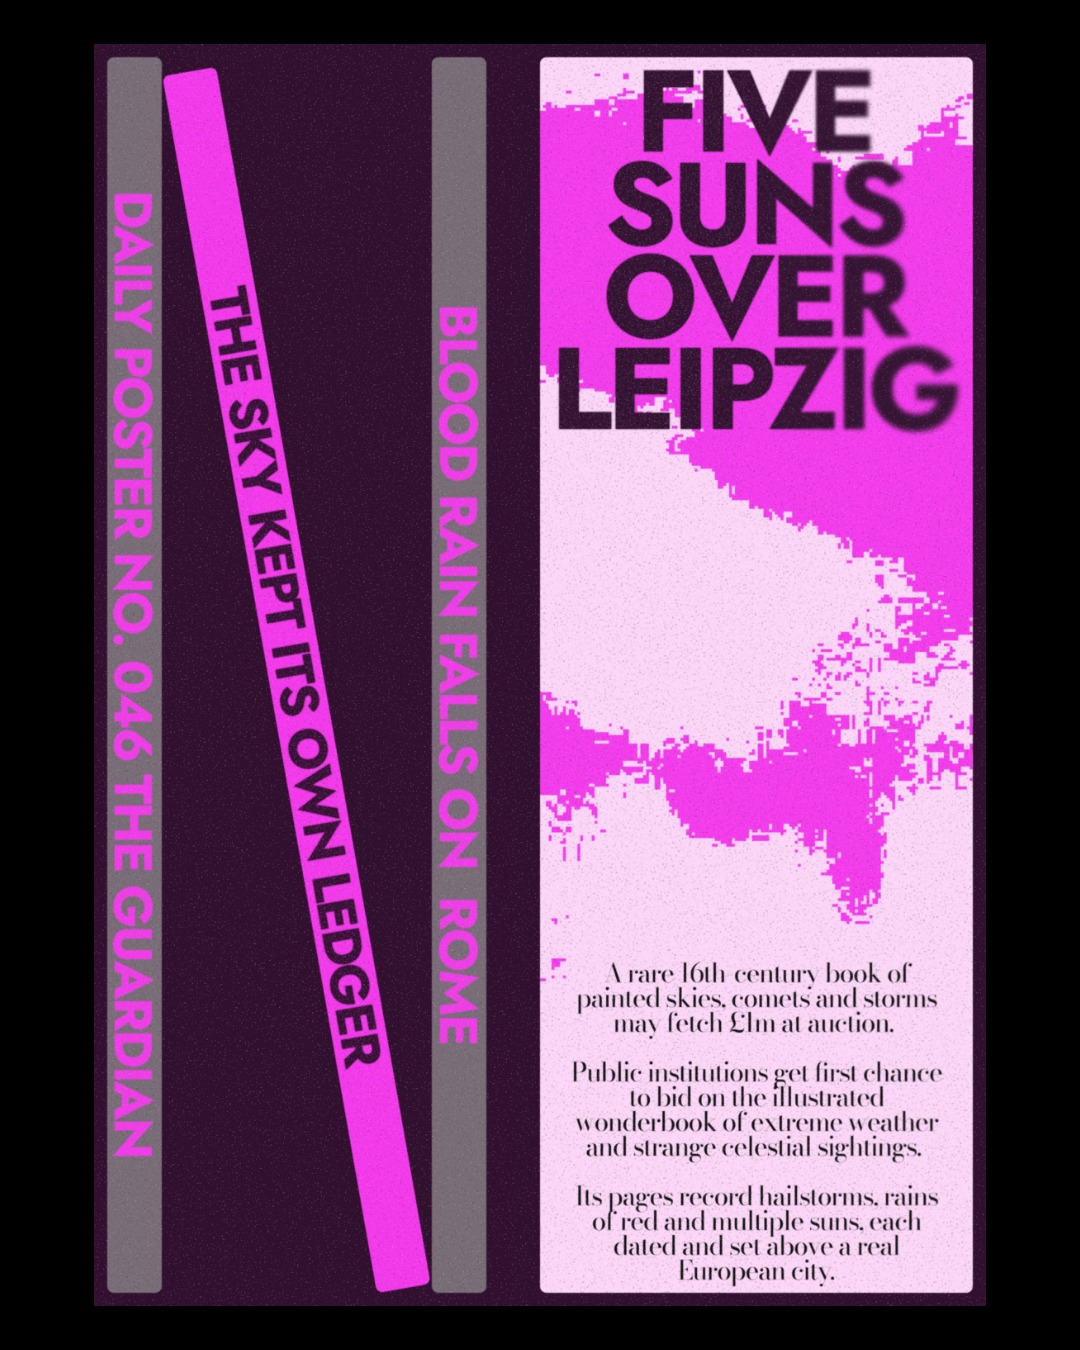 DAILY POSTER NO. 046 THE GUARDIAN
THE SKY KEPT ITS OWN LEDGER
BLOOD RAIN FALLS ON ROME
FIVE
SUNS
OVER
LEIPZIG
A rare 16th-century book of
painted skies, comets and storms
may fetch £1m at auction.
Public institutions get first chance
to bid on the illustrated
wonderbook of extreme weather
and strange celestial sightings.
Its pages record hailstorms, rains
of red and multiple suns, each
dated and set above a real
European city.